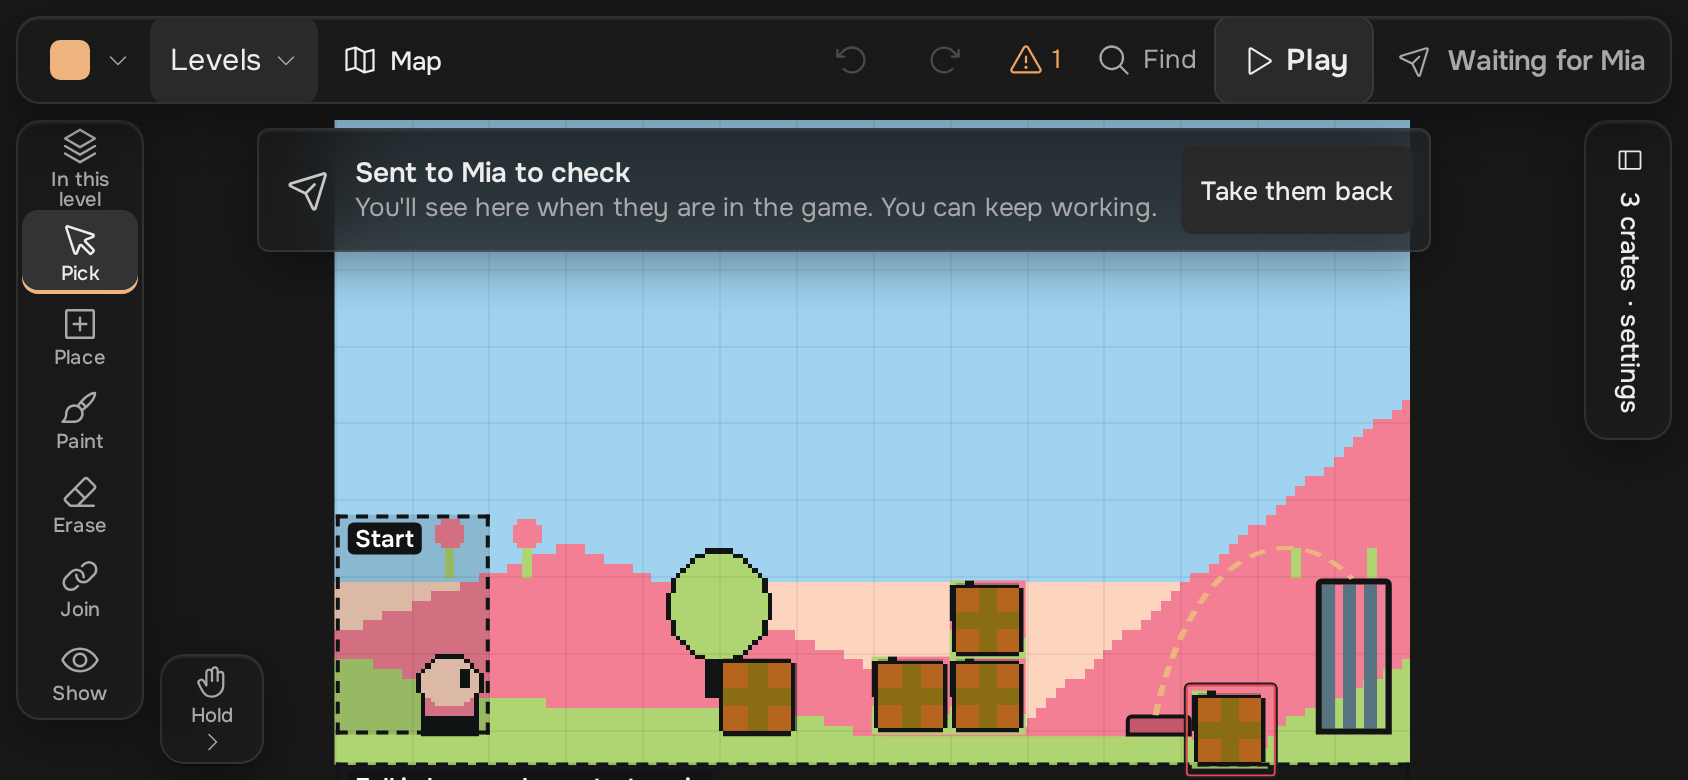 Levels
Map
1
Find
Play
Waiting for Mia
In this
level
Pick
Place
Paint
Erase
Join
Show
Hold
Sent to Mia to check
You'll see here when they are in the game. You can keep working.
Take them back
3 crates · settings
Start